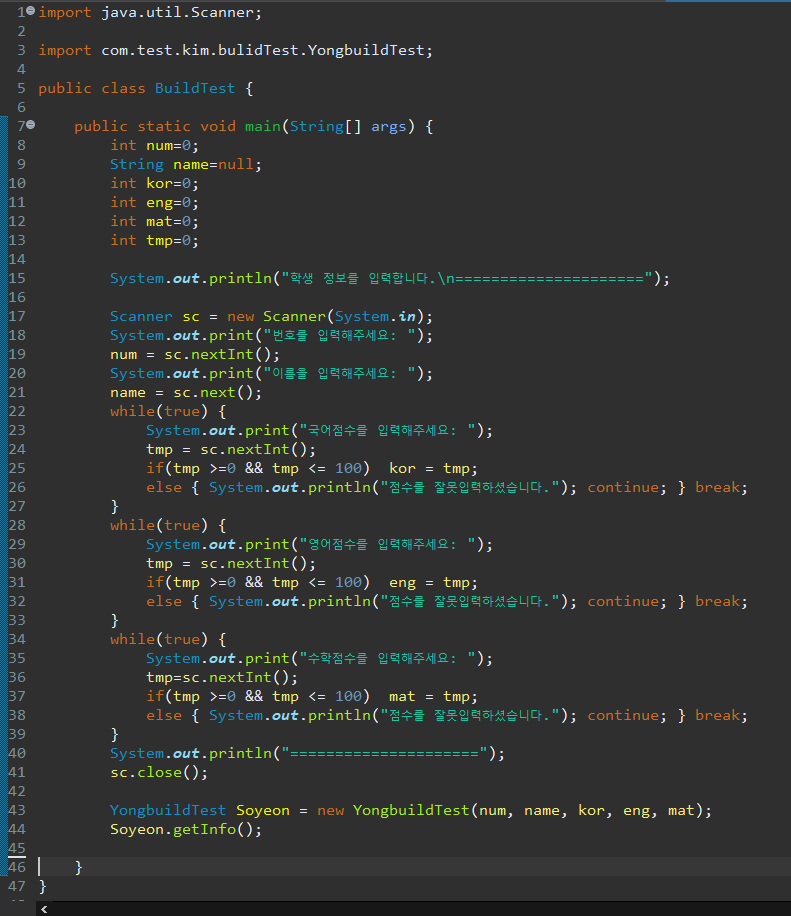 1 import java.util.Scanner;
2
3 import com.test.kim.bulidTest.YongbuildTest;
4
5 public class BuildTest {
6
7 public static void main(String[] args) {
8 int num=0;
9 String name=null;
10 int kor=0;
11 int eng=0;
12 int mat=0;
13 int tmp=0;
14
15 System.out.println("학생 정보를 입력합니다.\n=====================");
16
17 Scanner sc = new Scanner(System.in);
18 System.out.print("번호를 입력해주세요: ");
19 num = sc.nextInt();
20 System.out.print("이름을 입력해주세요: ");
21 name = sc.next();
22 while(true) {
23 System.out.print("국어점수를 입력해주세요: ");
24 tmp = sc.nextInt();
25 if(tmp >=0 && tmp <= 100)  kor = tmp;
26 else { System.out.println("점수를 잘못입력하셨습니다."); continue; } break;
27 }
28 while(true) {
29 System.out.print("영어점수를 입력해주세요: ");
30 tmp = sc.nextInt();
31 if(tmp >=0 && tmp <= 100)  eng = tmp;
32 else { System.out.println("점수를 잘못입력하셨습니다."); continue; } break;
33 }
34 while(true) {
35 System.out.print("수학점수를 입력해주세요: ");
36 tmp=sc.nextInt();
37 if(tmp >=0 && tmp <= 100)  mat = tmp;
38 else { System.out.println("점수를 잘못입력하셨습니다."); continue; } break;
39 }
40 System.out.println("=====================");
41 sc.close();
42
43 YongbuildTest Soyeon = new YongbuildTest(num, name, kor, eng, mat);
44 Soyeon.getInfo();
45
46 }
47 }